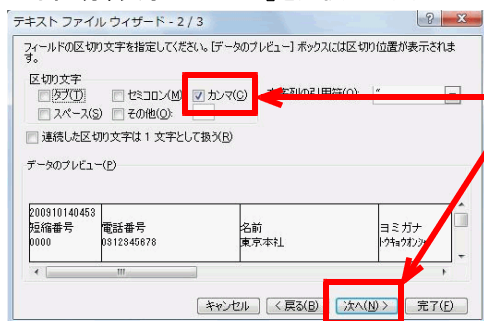 テキスト ファイル ウィザード - 2 / 3
フィールドの区切り文字を指定してください。[データのプレビュー] ボックスには区切り位置が表示されます。
区切り文字
タブ(T) セミコロン(M) カンマ(C) 文字列の引用符(Q): "
スペース(S) その他(O):
連続した区切り文字は 1 文字として扱う(R)
データのプレビュー(P)
200910140453
短縮番号 電話番号 名前 ヨミガナ
0000 0312345678 東京本社
キャンセル < 戻る(B) 次へ(N) > 完了(F)